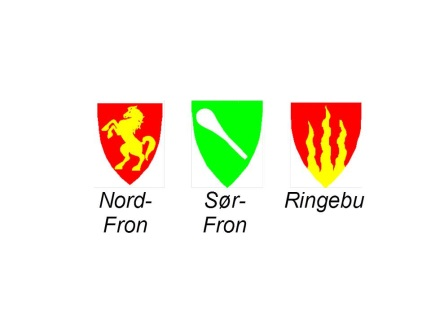 Nord-
Fron
Sør-
Fron
Ringebu